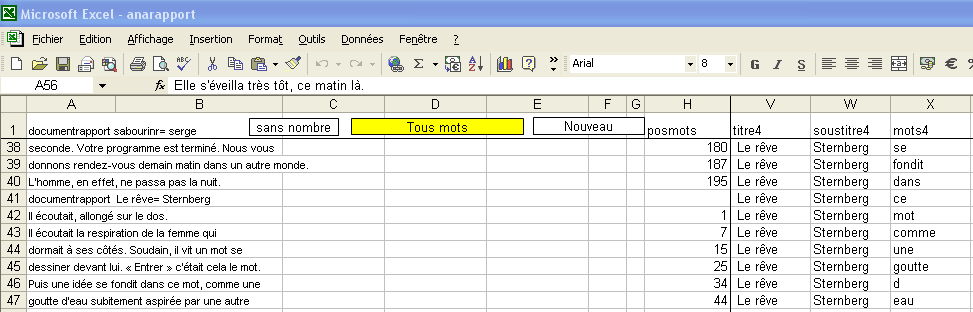 Microsoft Excel - anarapport
Fichier Edition Affichage Insertion Format Outils Données Fenêtre ?
Arial 8 G I S
A56 fx Elle s'éveilla très tôt, ce matin là.
A B C D E F G H V W X
1 documentrapport sabourinr= serge sans nombre Tous mots Nouveau posmots titre4 soustitre4 mots4
38 seconde. Votre programme est terminé. Nous vous 180 Le rêve Sternberg se
39 donnons rendez-vous demain matin dans un autre monde. 187 Le rêve Sternberg fondit
40 L'homme, en effet, ne passa pas la nuit. 195 Le rêve Sternberg dans
41 documentrapport Le rêve= Sternberg Le rêve Sternberg ce
42 Il écoutait, allongé sur le dos. 1 Le rêve Sternberg mot
43 Il écoutait la respiration de la femme qui 7 Le rêve Sternberg comme
44 dormait à ses côtés. Soudain, il vit un mot se 15 Le rêve Sternberg une
45 dessiner devant lui. « Entrer » c'était cela le mot. 25 Le rêve Sternberg goutte
46 Puis une idée se fondit dans ce mot, comme une 34 Le rêve Sternberg d
47 goutte d'eau subitement aspirée par une autre 44 Le rêve Sternberg eau